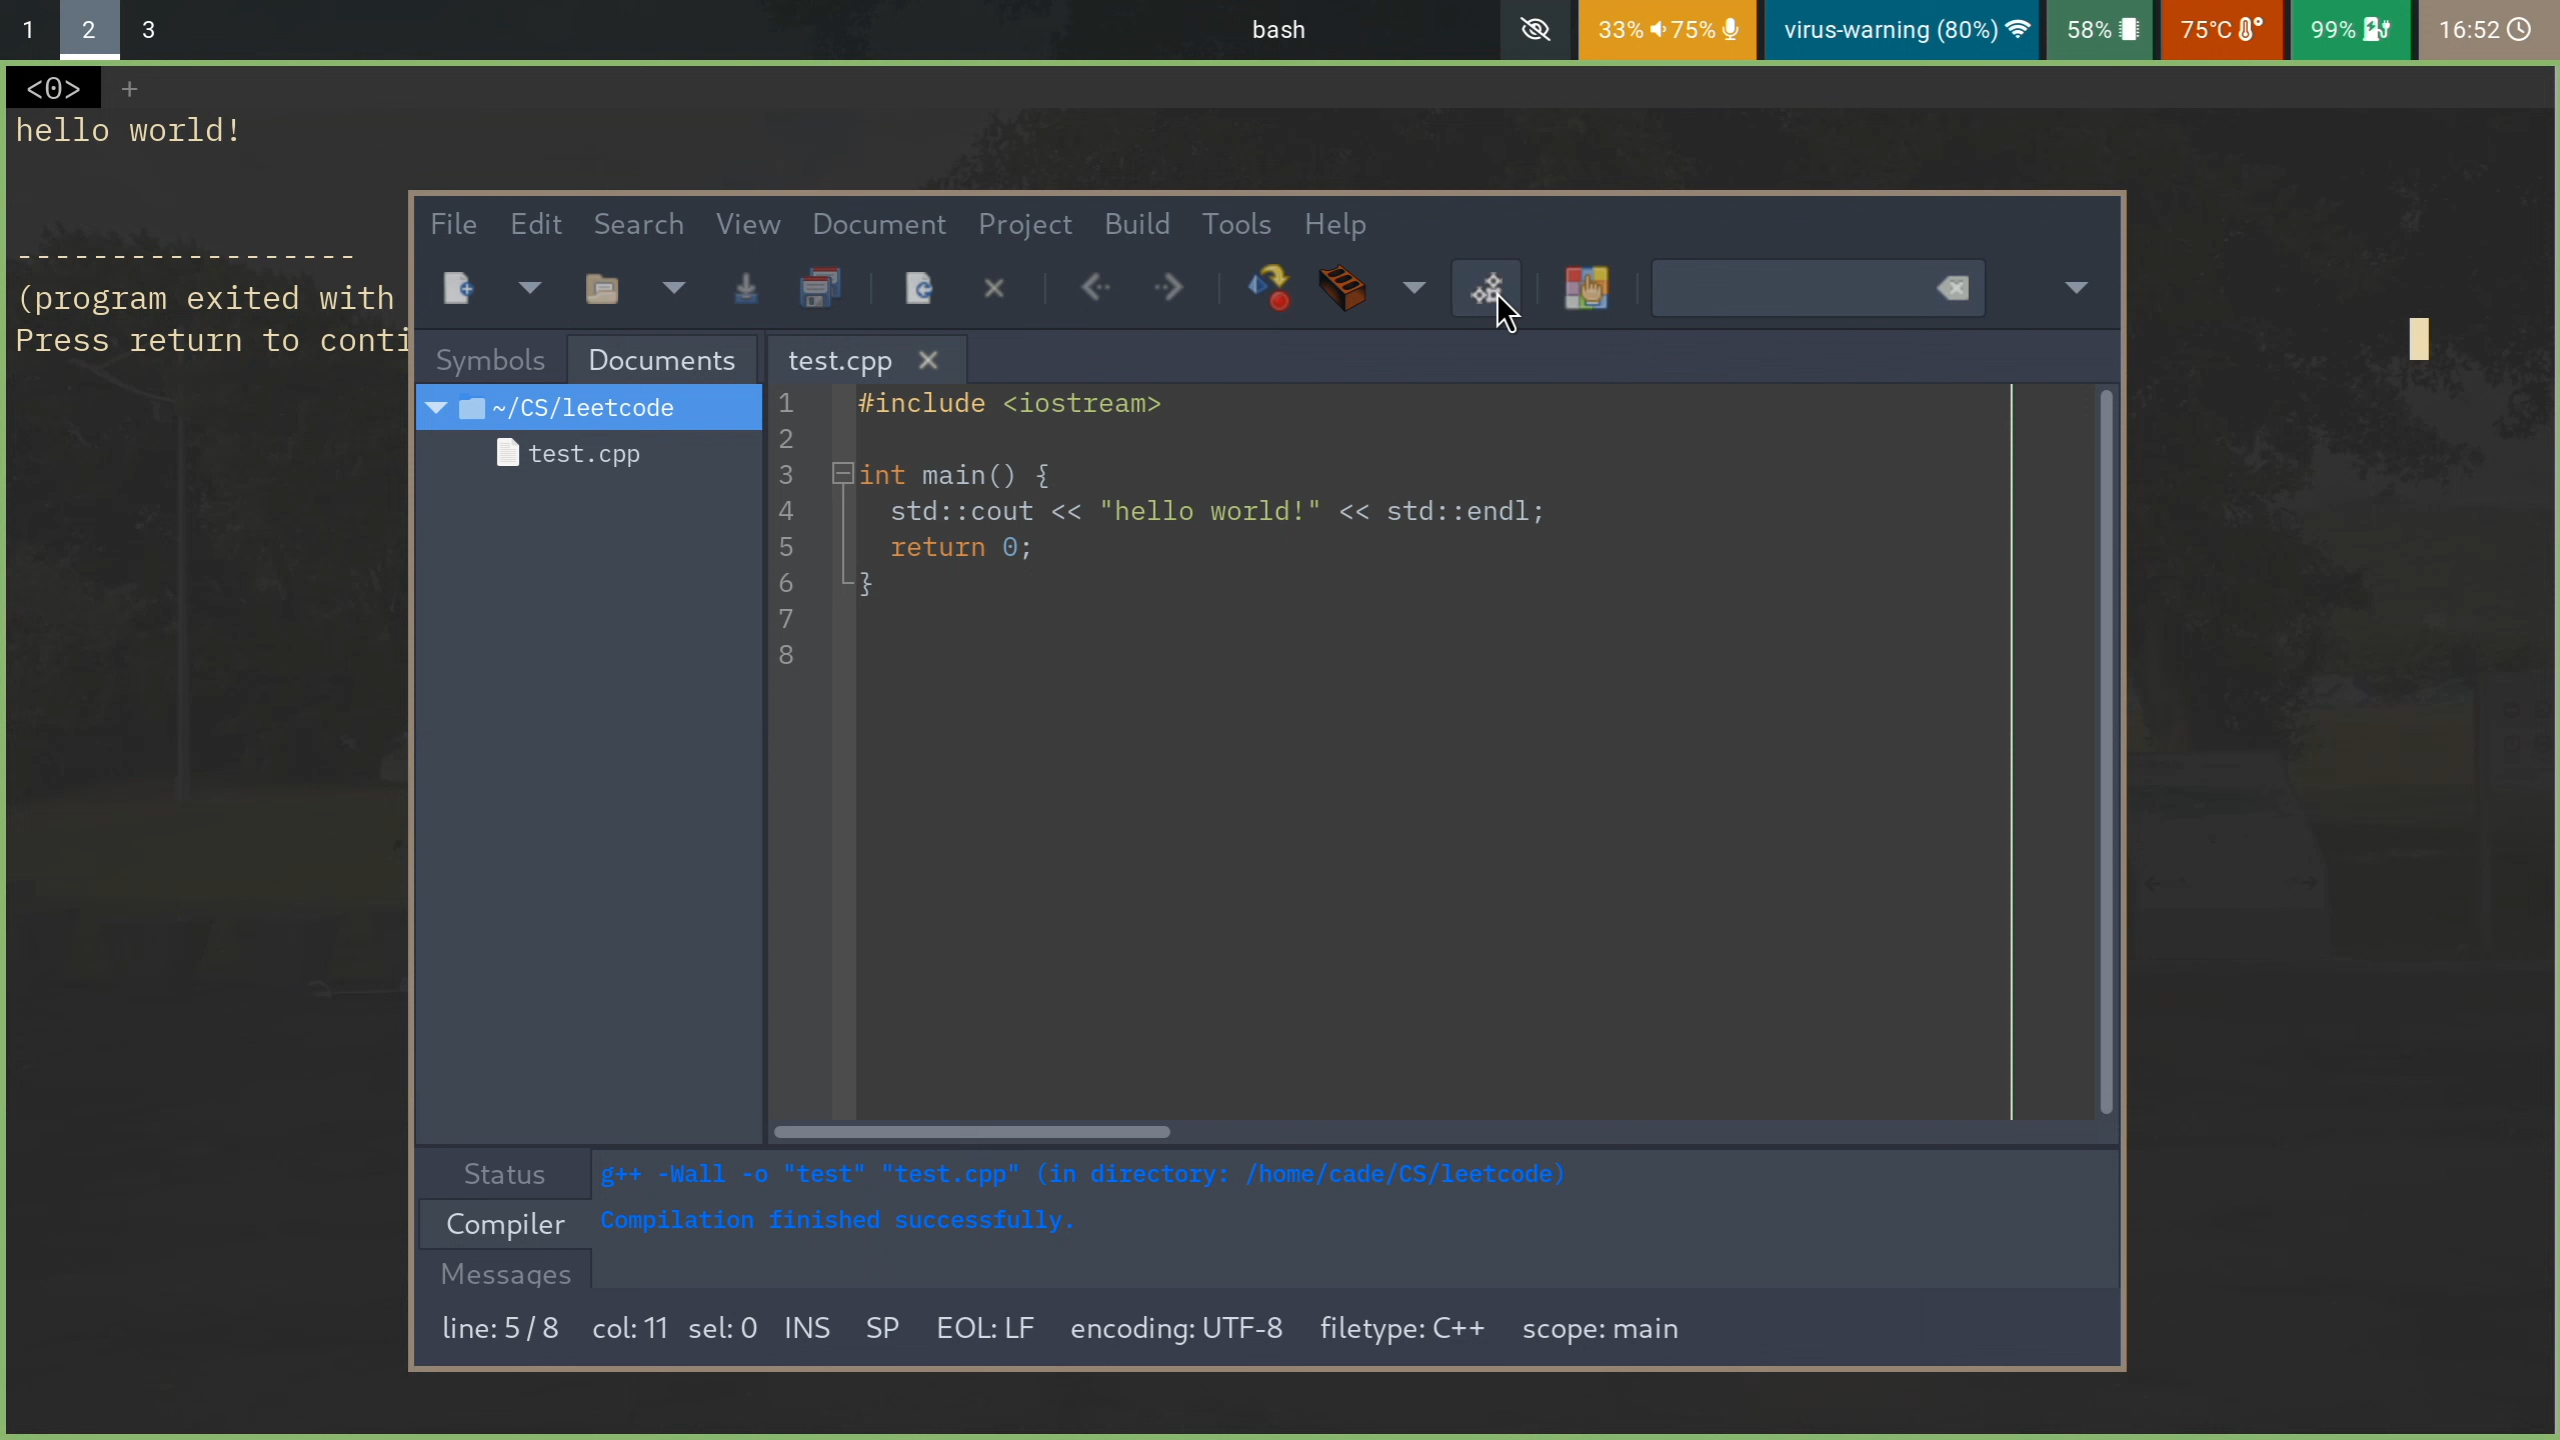 1 2 3 bash 33% 75% virus-warning (80%) 58% 75°C 99% 16:52
<0> +
hello world!
------------------
(program exited with
Press return to conti
File Edit Search View Document Project Build Tools Help
Symbols Documents test.cpp
~/CS/leetcode
test.cpp
1 #include <iostream>
2
3 int main() {
4 std::cout << "hello world!" << std::endl;
5 return 0;
6 }
7
8
Status
Compiler
Messages
g++ -Wall -o "test" "test.cpp" (in directory: /home/cade/CS/leetcode)
Compilation finished successfully.
line: 5 / 8 col: 11 sel: 0 INS SP EOL: LF encoding: UTF-8 filetype: C++ scope: main